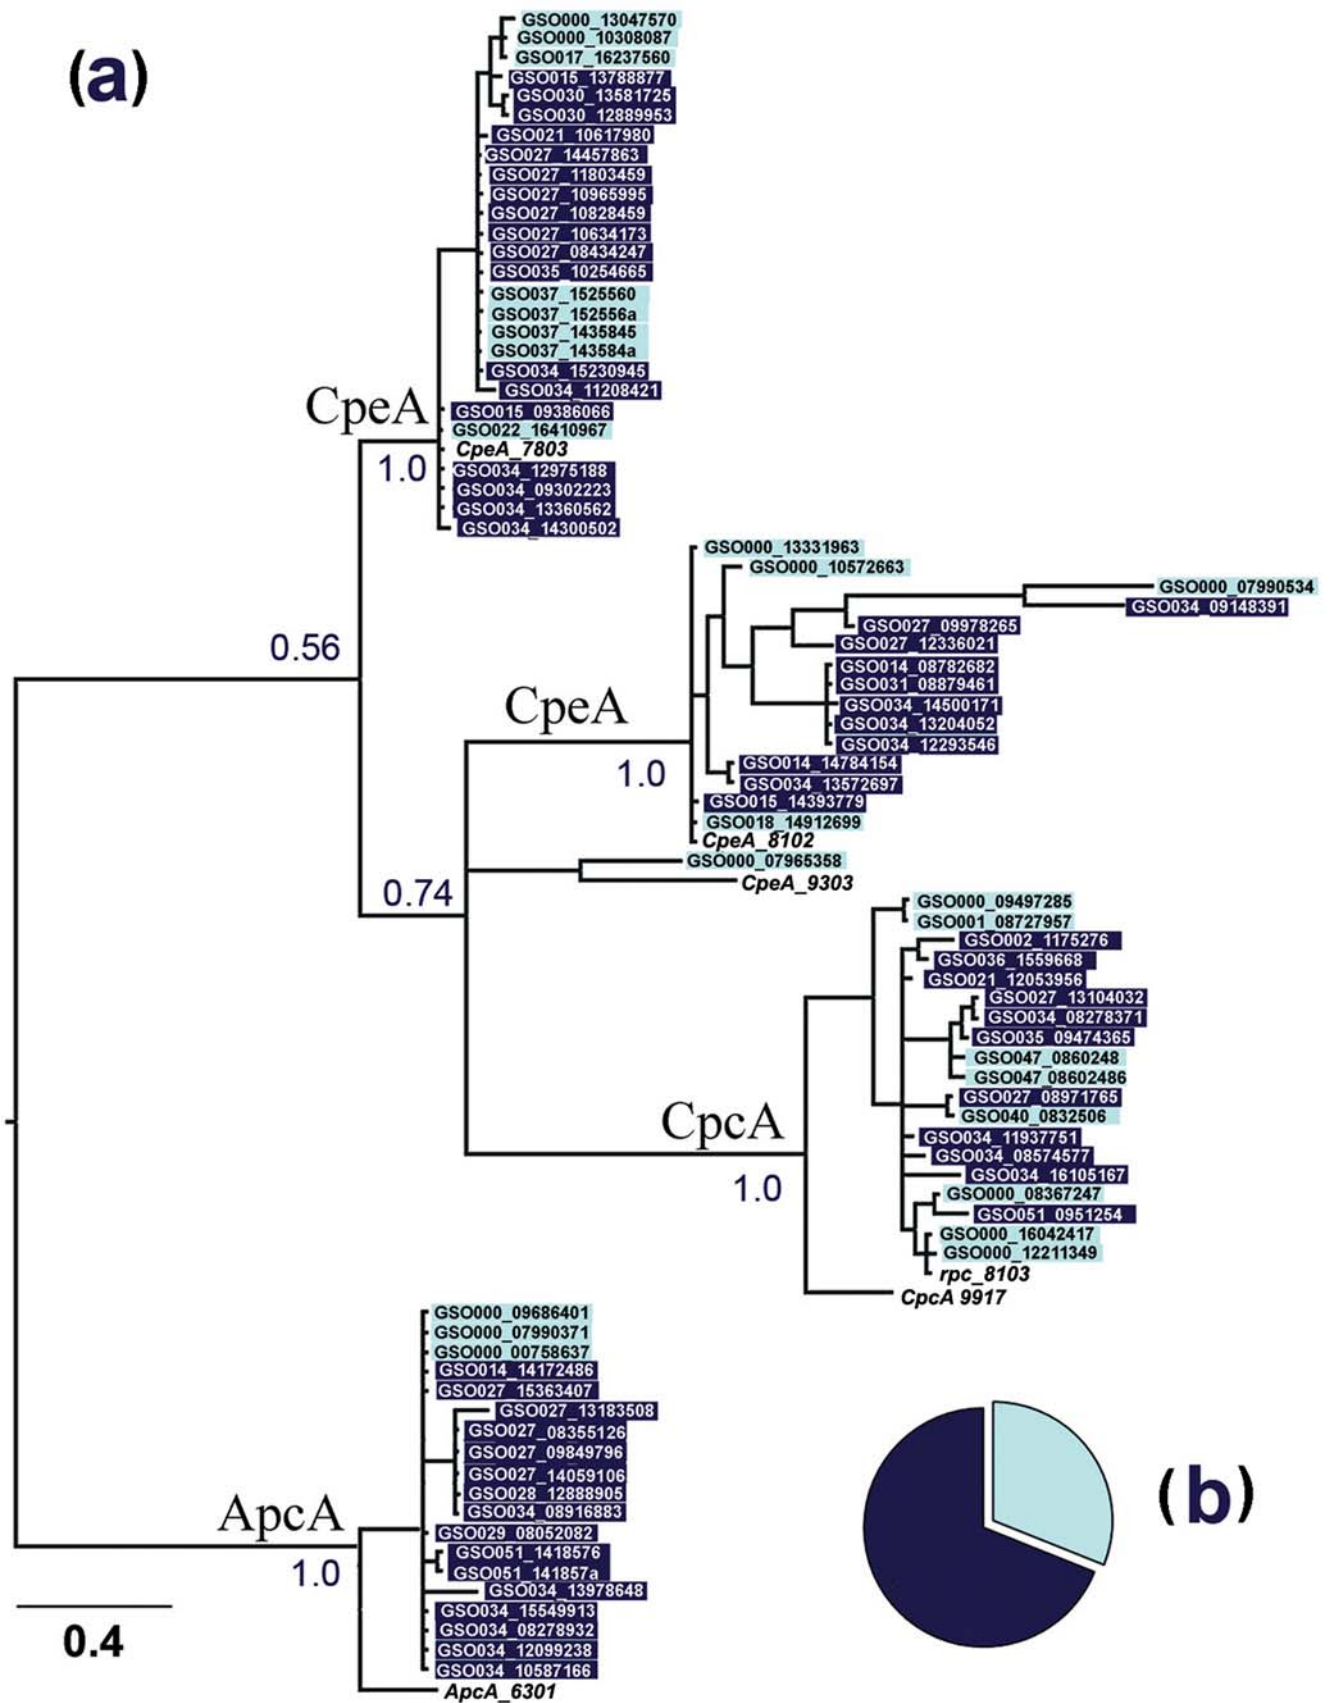 (a)
GSO000_13047570
GSO000_10308087
GSO017_16237560
GSO015_13788877
GSO030_13581725
GSO030_12889953
GSO021_10617980
GSO027_14457863
GSO027_11803459
GSO027_10965995
GSO027_10828459
GSO027_10634173
GSO027_08434247
GSO035_10254665
GSO037_1525560
GSO037_152556a
GSO037_1435845
GSO037_143584a
GSO034_15230945
GSO034_11208421
CpeA
GSO015_09386066
GSO022_16410967
CpeA_7803
1.0
GSO034_12975188
GSO034_09302223
GSO034_13360562
GSO034_14300502
GSO000_13331963
GSO000_10572663
GSO000_07990534
GSO034_09148391
GSO027_09978265
0.56
GSO027_12336021
GSO014_08782682
GSO031_08879461
CpeA
GSO034_14500171
GSO034_13204052
GSO034_12293546
GSO014_14784154
1.0
GSO034_13572697
GSO015_14393779
GSO018_14912699
CpeA_8102
GSO000_07965358
CpeA_9303
0.74
GSO000_09497285
GSO001_08727957
GSO002_1175276
GSO036_1559668
GSO021_12053956
GSO027_13104032
GSO034_08278371
GSO035_09474365
GSO047_0860248
GSO047_08602486
GSO027_08971765
GSO040_0832506
CpcA
GSO034_11937751
GSO034_08574577
GSO034_16105167
1.0
GSO000_08367247
GSO051_0951254
GSO000_16042417
GSO000_12211349
rpc_8103
CpcA 9917
GSO000_09686401
GSO000_07990371
GSO000_00758637
GSO014_14172486
GSO027_15363407
GSO027_13183508
GSO027_08355126
GSO027_09849796
GSO027_14059106
GSO028_12888905
GSO034_08916883
ApcA
GSO029_08052082
GSO051_1418576
GSO051_141857a
1.0
GSO034_13978648
GSO034_15549913
GSO034_08278932
GSO034_12099238
GSO034_10587166
ApcA_6301
0.4
(b)